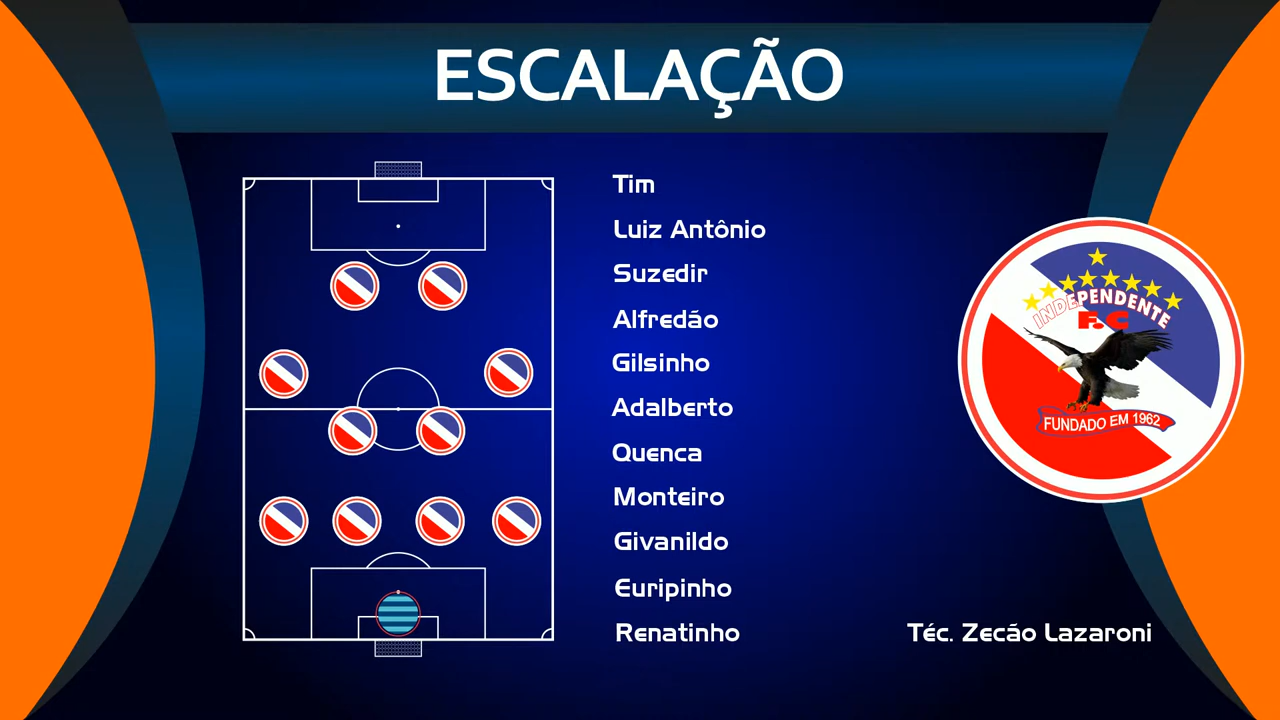 ESCALAÇÃO
Tim
Luiz Antônio
Suzedir
Alfredão
Gilsinho
Adalberto
Quenca
Monteiro
Givanildo
Euripinho
Renatinho
INDEPENDENTE
F.C
FUNDADO EM 1962
Téc. Zecão Lazaroni